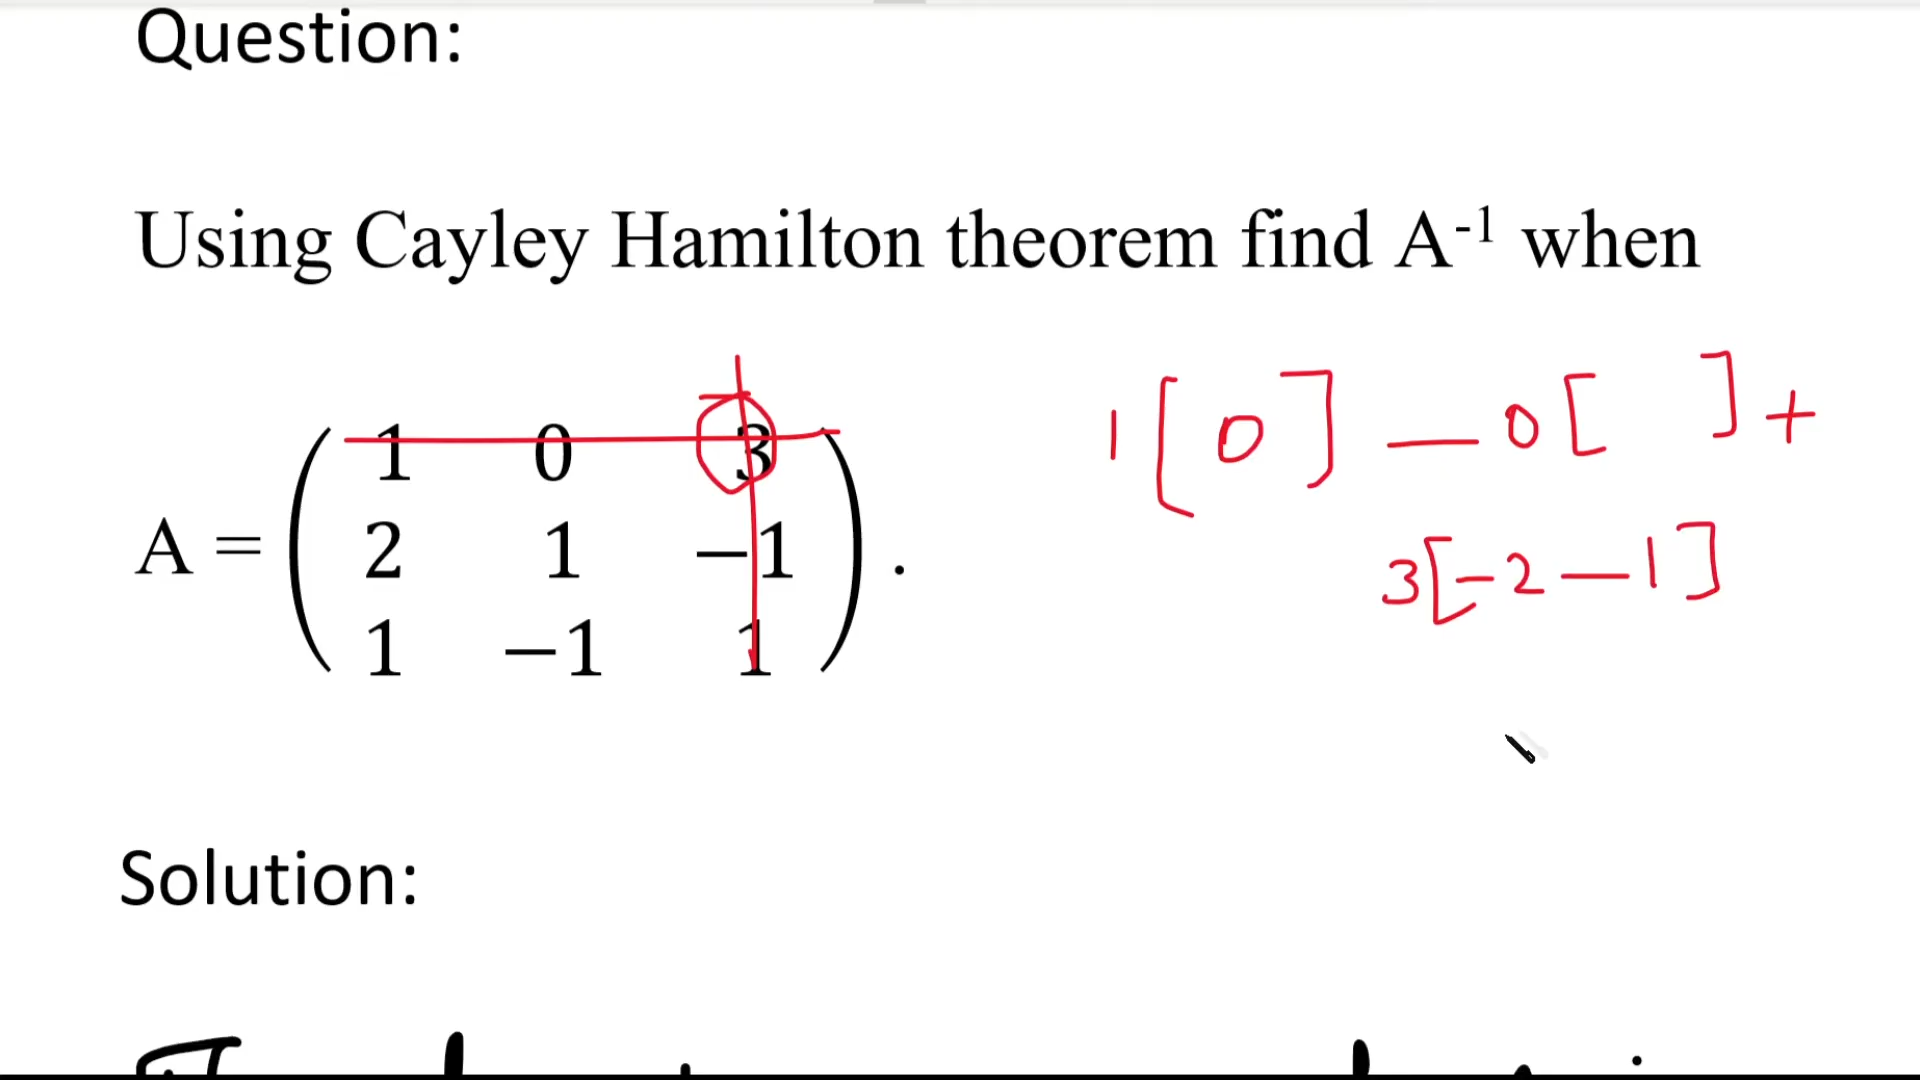 Question:
Using Cayley Hamilton theorem find A⁻¹ when
1 0 3
A = 2 1 −1 .
1 −1 1
1[0] − 0[ ] +
3[-2 − 1]
Solution: